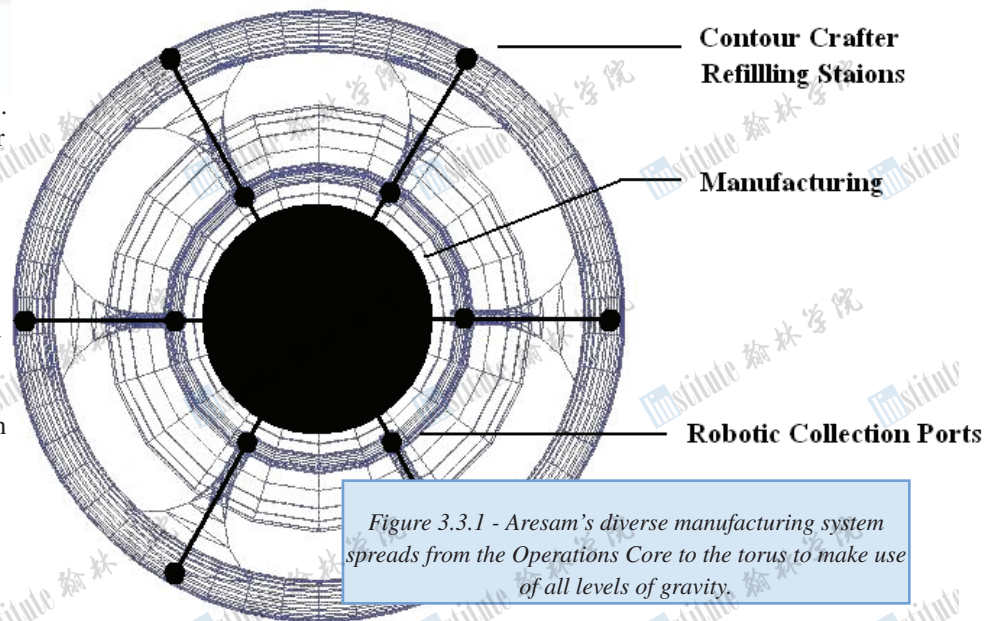 Contour Crafter
Refillling Staions
Manufacturing
Robotic Collection Ports
Figure 3.3.1 - Aresam's diverse manufacturing system
spreads from the Operations Core to the torus to make use
of all levels of gravity.